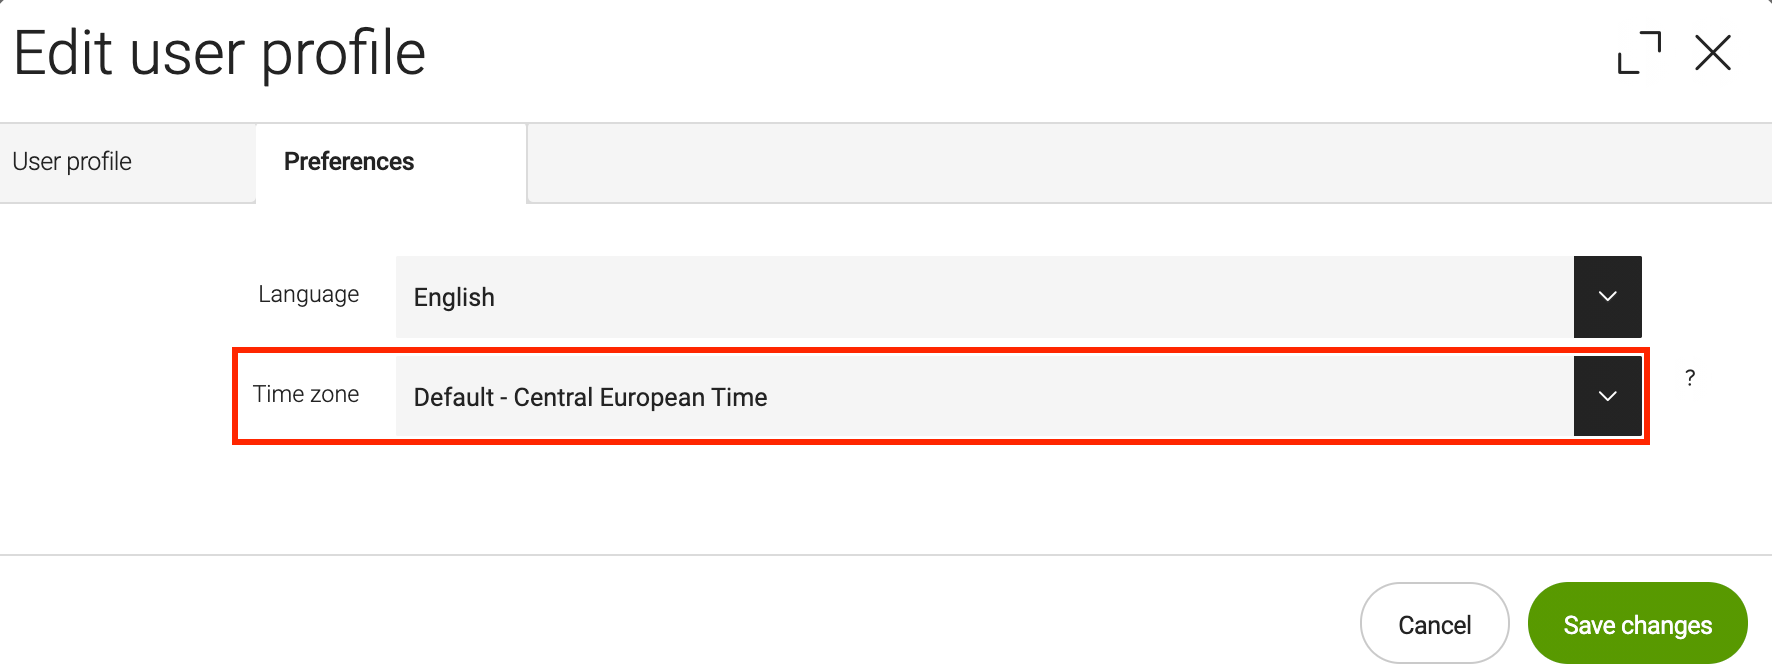 Edit user profile
User profile
Preferences
Language
English
Time zone
Default - Central European Time
?
Cancel
Save changes